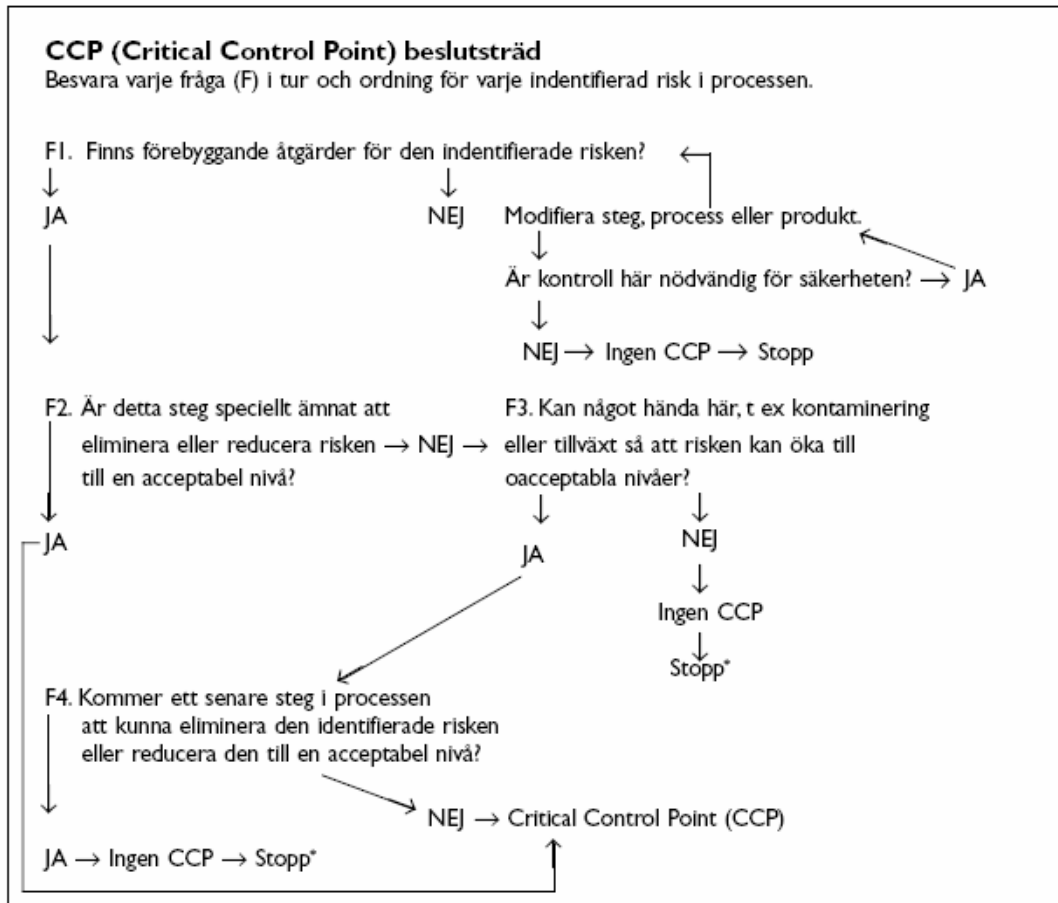 CCP (Critical Control Point) beslutsträd
Besvara varje fråga (F) i tur och ordning för varje indentifierad risk i processen.
F1. Finns förebyggande åtgärder för den indentifierade risken?
JA
NEJ
Modifiera steg, process eller produkt.
Är kontroll här nödvändig för säkerheten? → JA
NEJ → Ingen CCP → Stopp
F2. Är detta steg speciellt ämnat att
eliminera eller reducera risken → NEJ →
till en acceptabel nivå?
F3. Kan något hända här, t ex kontaminering
eller tillväxt så att risken kan öka till
oacceptabla nivåer?
JA
JA
NEJ
Ingen CCP
Stopp*
F4. Kommer ett senare steg i processen
att kunna eliminera den identifierade risken
eller reducera den till en acceptabel nivå?
NEJ → Critical Control Point (CCP)
JA → Ingen CCP → Stopp*